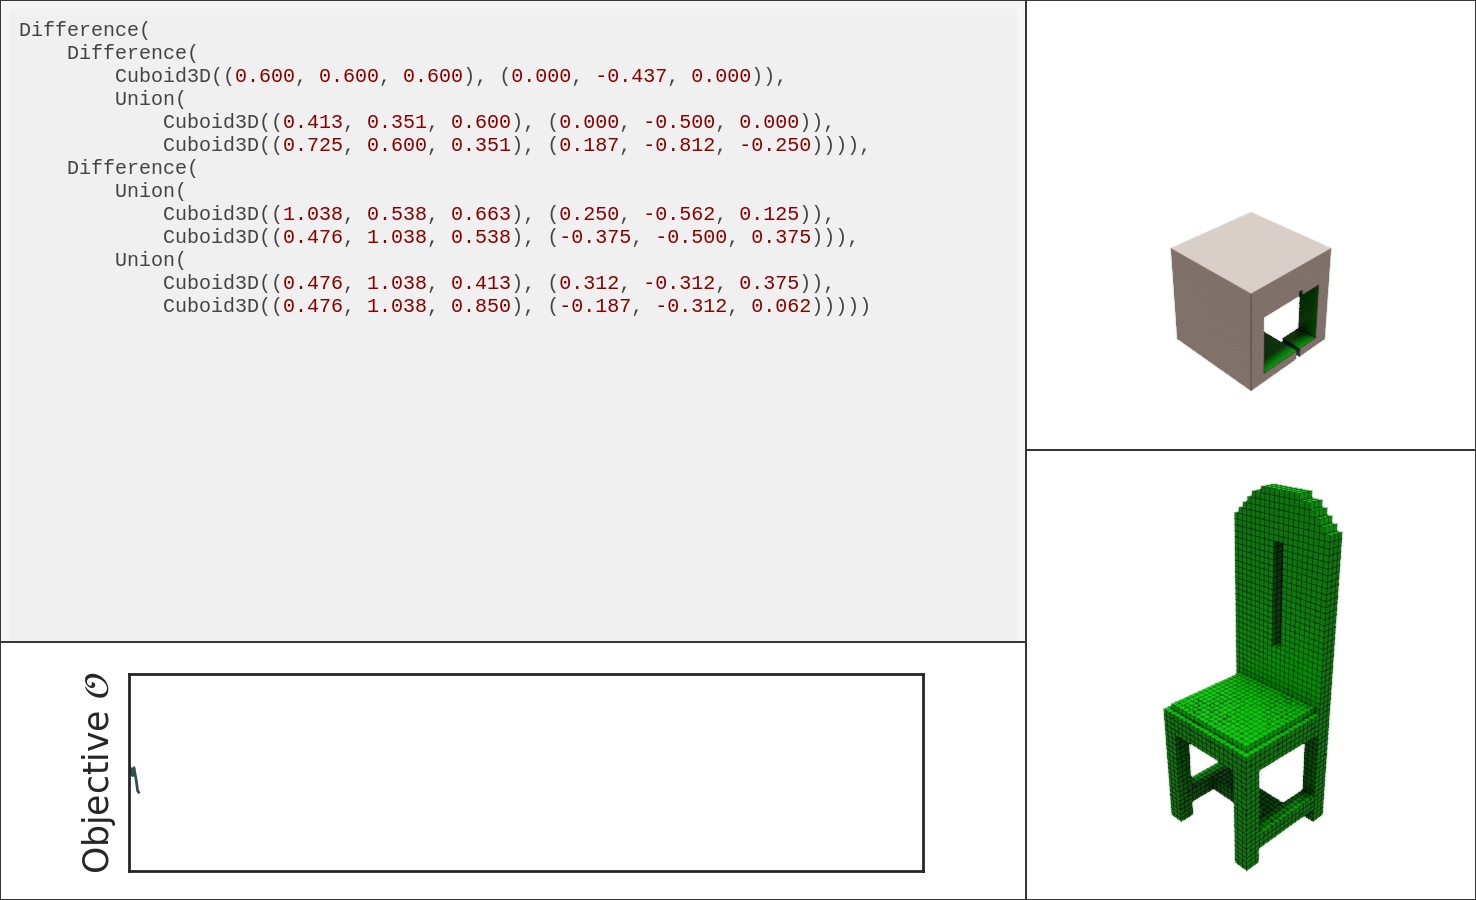 Difference(
    Difference(
        Cuboid3D((0.600, 0.600, 0.600), (0.000, -0.437, 0.000)),
        Union(
            Cuboid3D((0.413, 0.351, 0.600), (0.000, -0.500, 0.000)),
            Cuboid3D((0.725, 0.600, 0.351), (0.187, -0.812, -0.250)))),
    Difference(
        Union(
            Cuboid3D((1.038, 0.538, 0.663), (0.250, -0.562, 0.125)),
            Cuboid3D((0.476, 1.038, 0.538), (-0.375, -0.500, 0.375))),
        Union(
            Cuboid3D((0.476, 1.038, 0.413), (0.312, -0.312, 0.375)),
            Cuboid3D((0.476, 1.038, 0.850), (-0.187, -0.312, 0.062)))))
Objective 𝒪